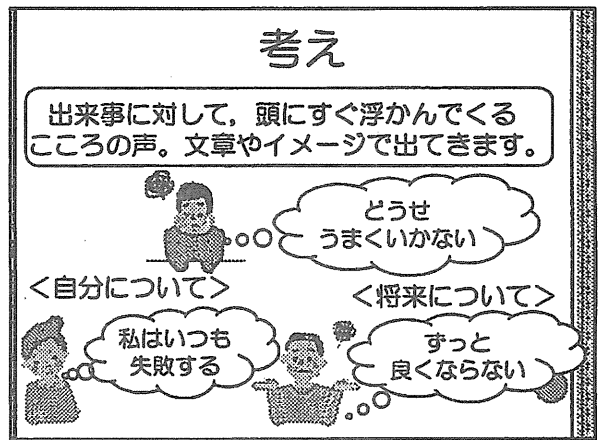 考え
出来事に対して，頭にすぐ浮かんでくる
こころの声。文章やイメージで出てきます。
どうせ
うまくいかない
＜自分について＞
＜将来について＞
私はいつも
失敗する
ずっと
良くならない